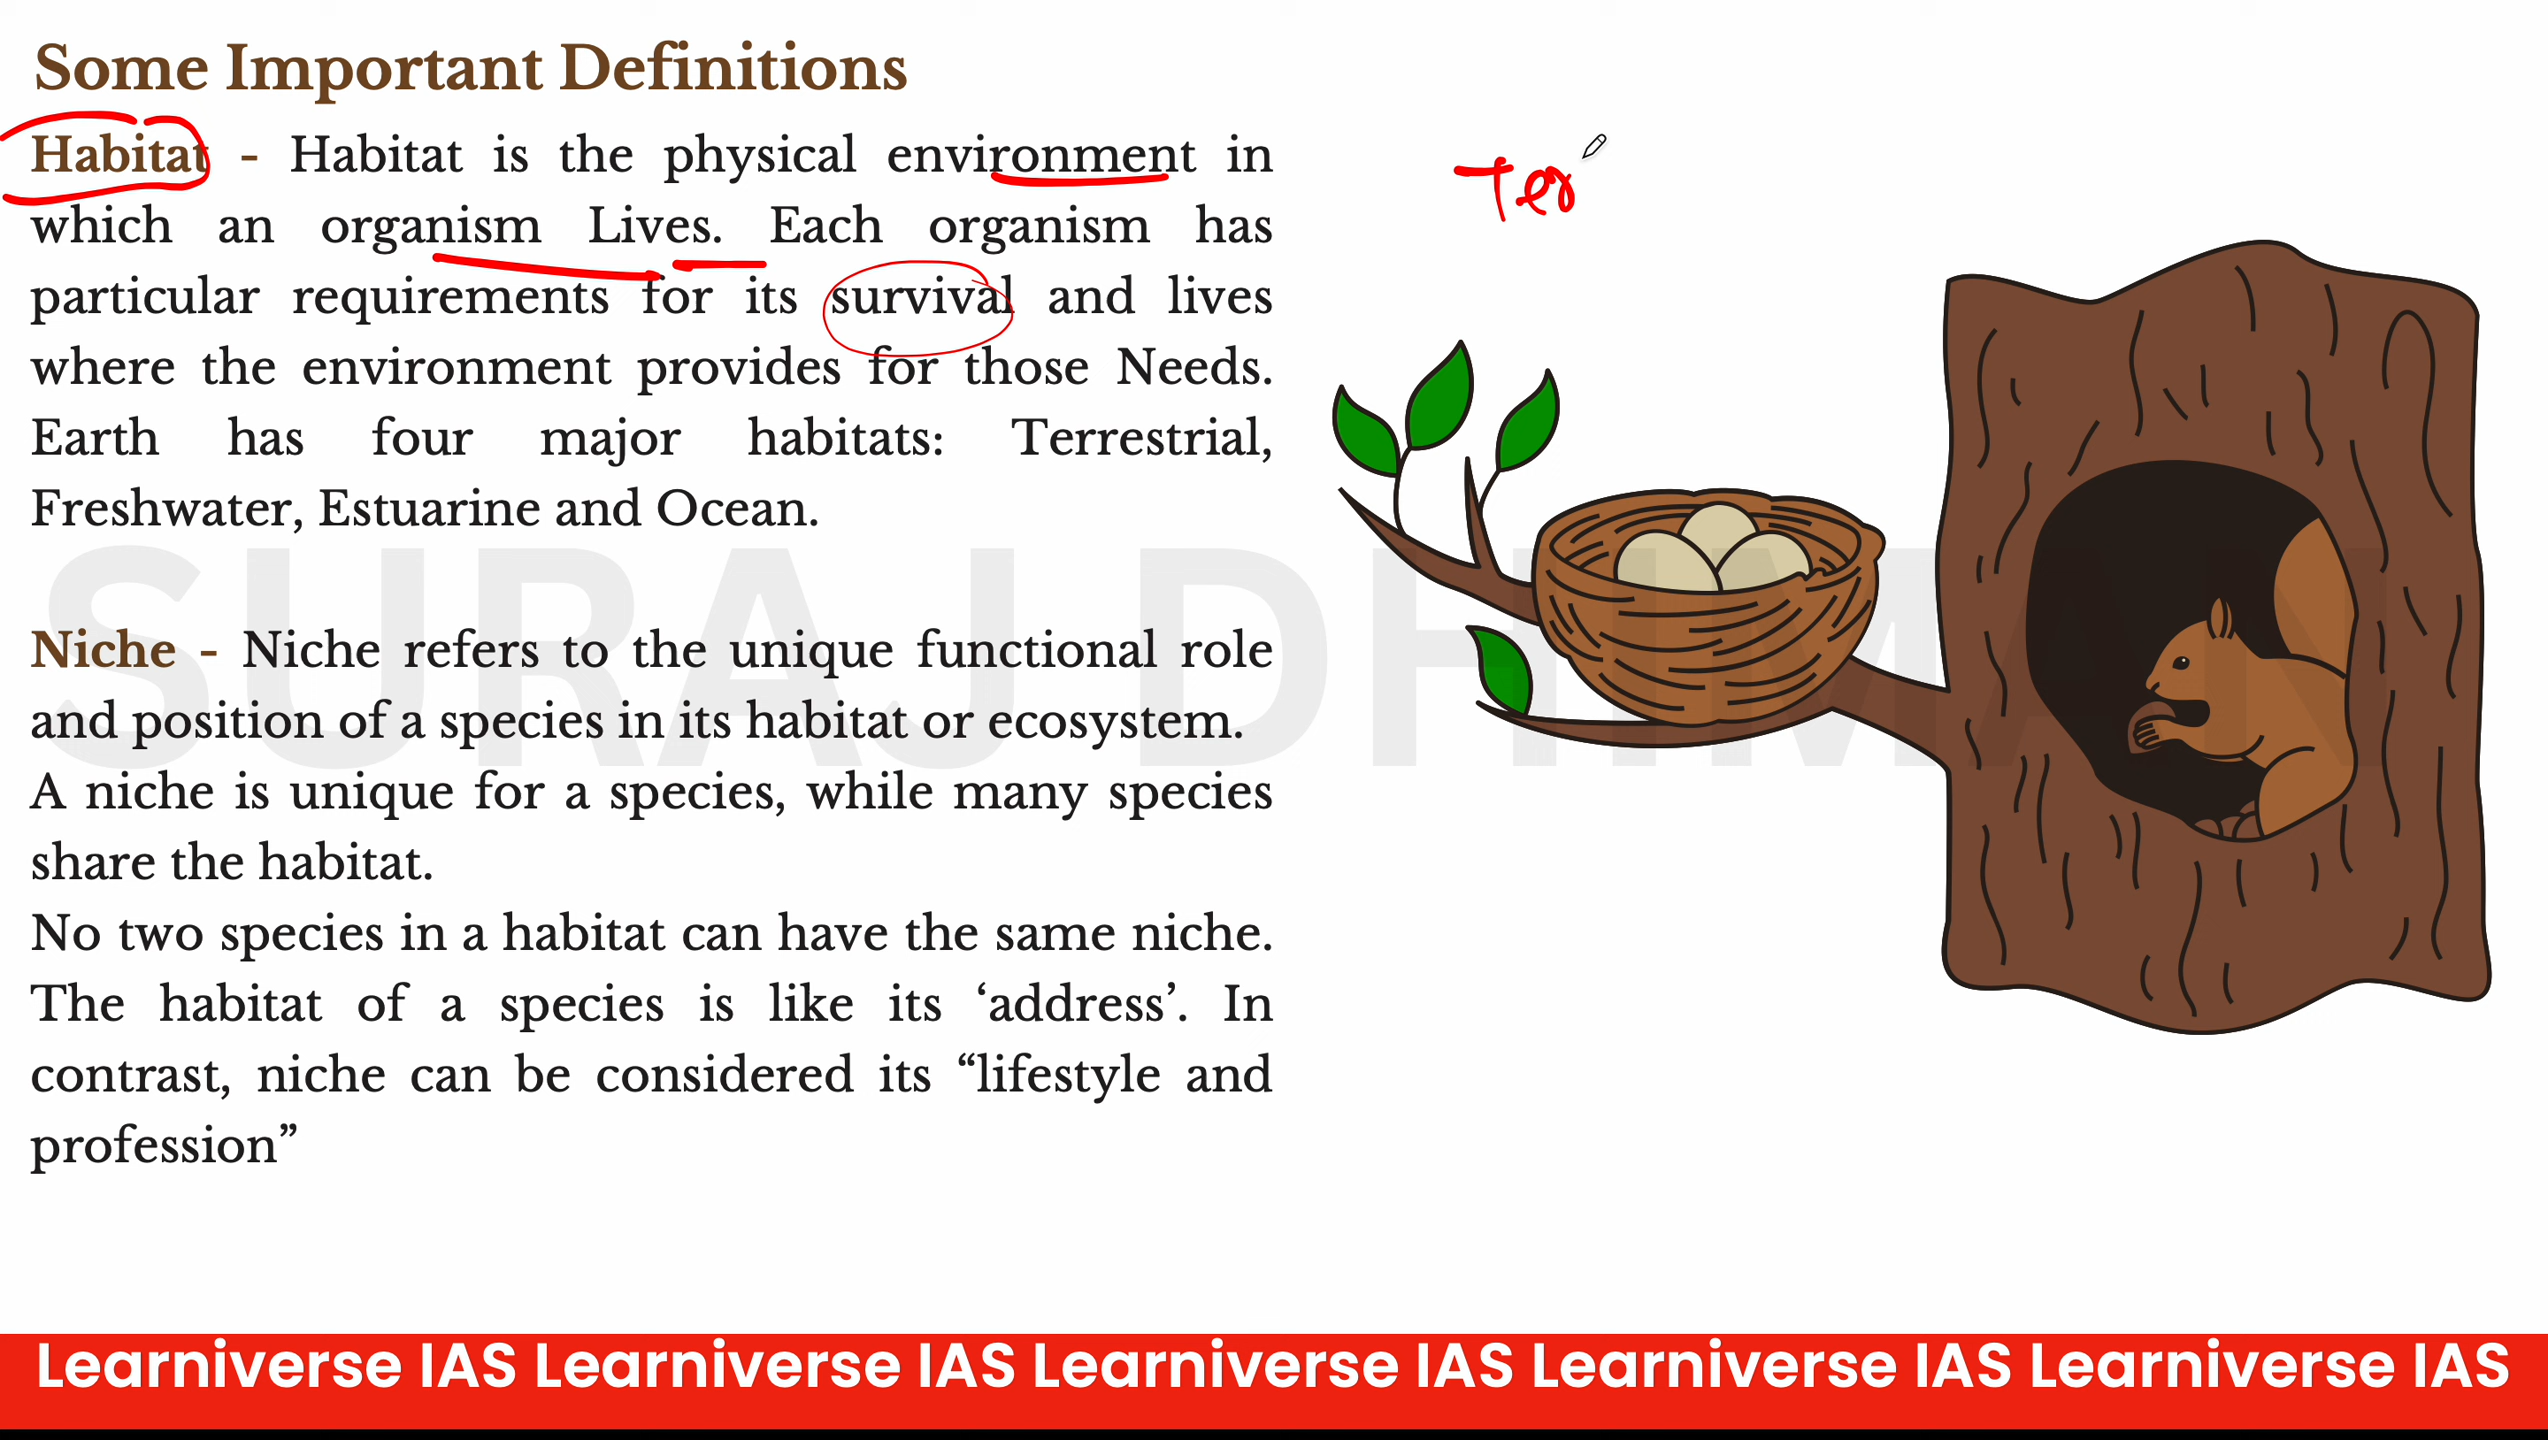 Some Important Definitions
Habitat - Habitat is the physical environment in
which an organism Lives. Each organism has
particular requirements for its survival and lives
where the environment provides for those Needs.
Earth has four major habitats: Terrestrial,
Freshwater, Estuarine and Ocean.
Niche - Niche refers to the unique functional role
and position of a species in its habitat or ecosystem.
A niche is unique for a species, while many species
share the habitat.
No two species in a habitat can have the same niche.
The habitat of a species is like its ‘address’. In
contrast, niche can be considered its “lifestyle and
profession”
Ter
SURAJ DHIMAN
Learniverse IAS Learniverse IAS Learniverse IAS Learniverse IAS Learniverse IAS